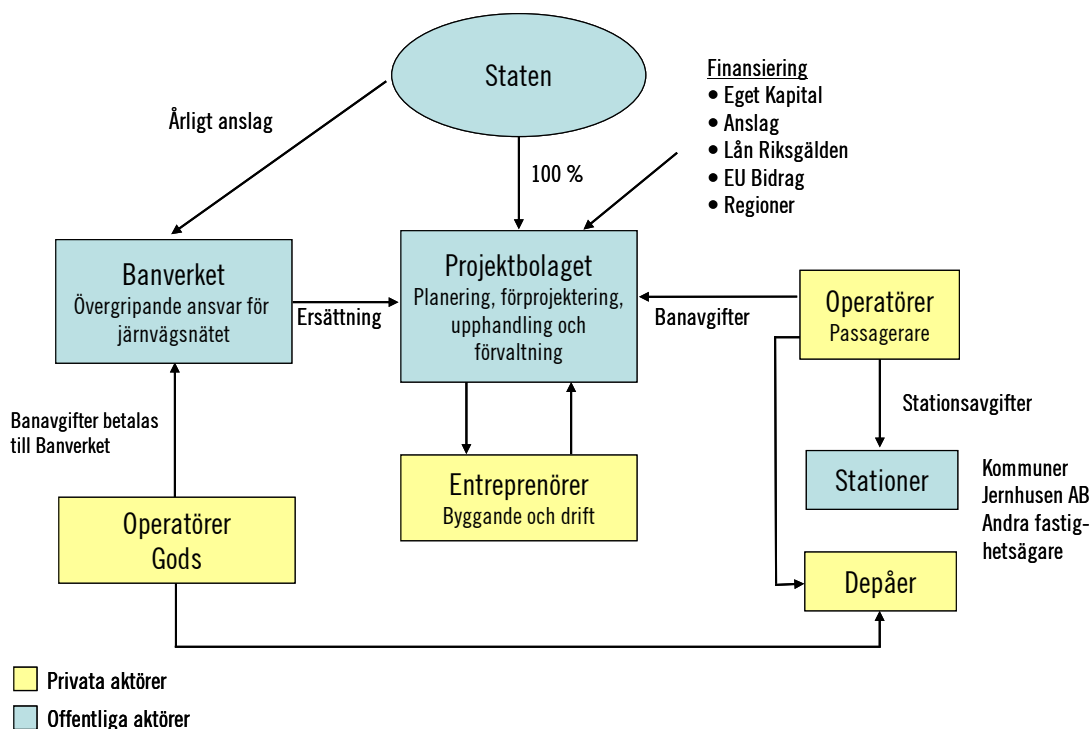 Staten
Finansiering
• Eget Kapital
• Anslag
• Lån Riksgälden
• EU Bidrag
• Regioner
Årligt anslag
100 %
Banverket
Övergripande ansvar för
järnvägsnätet
Ersättning
Projektbolaget
Planering, förprojektering,
upphandling och
förvaltning
Banavgifter
Operatörer
Passagerare
Banavgifter betalas
till Banverket
Stationsavgifter
Entreprenörer
Byggande och drift
Stationer
Kommuner
Jernhusen AB
Andra fastig-
hetsägare
Operatörer
Gods
Depåer
Privata aktörer
Offentliga aktörer